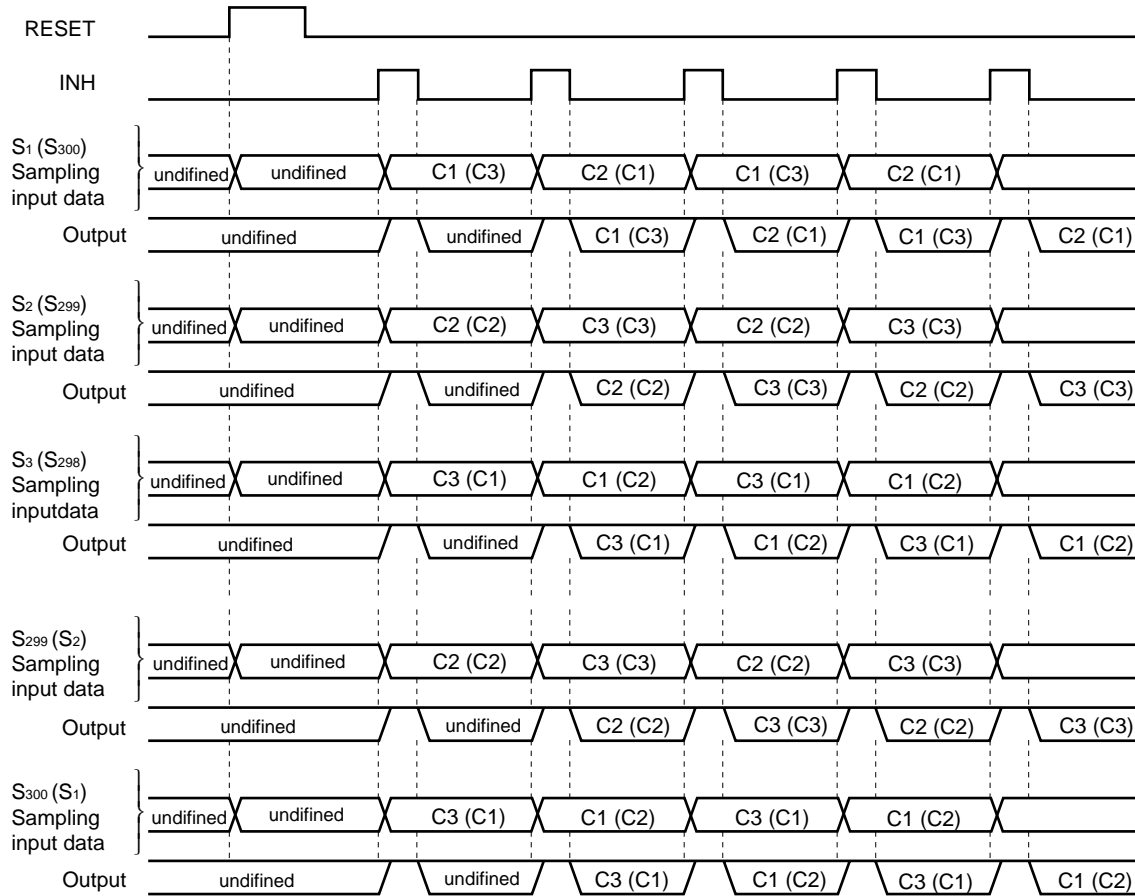 RESET
INH
S1 (S300)
Sampling
input data
undifined undifined C1 (C3) C2 (C1) C1 (C3) C2 (C1)
Output undifined undifined C1 (C3) C2 (C1) C1 (C3) C2 (C1)
S2 (S299)
Sampling
input data
undifined undifined C2 (C2) C3 (C3) C2 (C2) C3 (C3)
Output undifined undifined C2 (C2) C3 (C3) C2 (C2) C3 (C3)
S3 (S298)
Sampling
inputdata
undifined undifined C3 (C1) C1 (C2) C3 (C1) C1 (C2)
Output undifined undifined C3 (C1) C1 (C2) C3 (C1) C1 (C2)
S299 (S2)
Sampling
input data
undifined undifined C2 (C2) C3 (C3) C2 (C2) C3 (C3)
Output undifined undifined C2 (C2) C3 (C3) C2 (C2) C3 (C3)
S300 (S1)
Sampling
input data
undifined undifined C3 (C1) C1 (C2) C3 (C1) C1 (C2)
Output undifined undifined C3 (C1) C1 (C2) C3 (C1) C1 (C2)